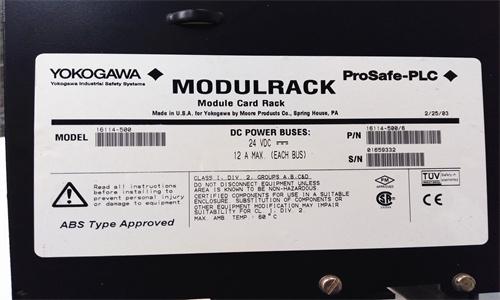 YOKOGAWA
Yokogawa Industrial Safety Systems
MODULRACK
Module Card Rack
Made in U.S.A. for Yokogawa by Moore Products Co., Spring House, PA
ProSafe-PLC
2/25/03
MODEL
16114-500
DC POWER BUSES:
24 VDC
12 A MAX. (EACH BUS)
P/N
16114-500/6
S/N
01659332
Read all instructions
before installing to
prevent personal injury
or damage to equipment.
ABS Type Approved
CLASS I, DIV. 2, GROUPS A,B,C&D.
DO NOT DISCONNECT EQUIPMENT UNLESS
AREA IS KNOWN TO BE NON-HAZARDOUS.
COMPONENTS FOR USE IN A SUITABLE
ENCLOSURE SUBSTITUTION OF COMPONENTS
OR OTHER MODIFICATION MAY IMPAIR
SUITABILITY FOR CL I, DIV. 2.
MAX. AMB. TEMP.: 60°C
FM
APPROVED
TUV
CE